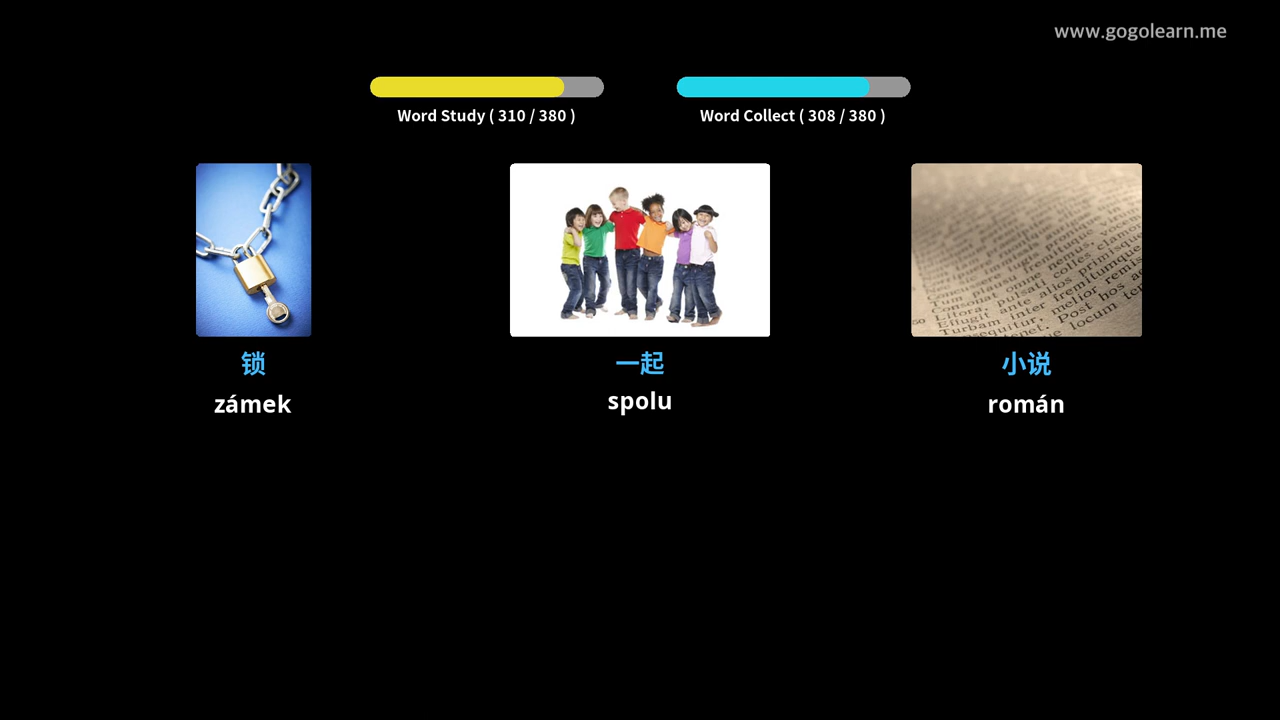 www.gogolearn.me
Word Study ( 310 / 380 )
Word Collect ( 308 / 380 )
锁
一起
小说
zámek
spolu
román